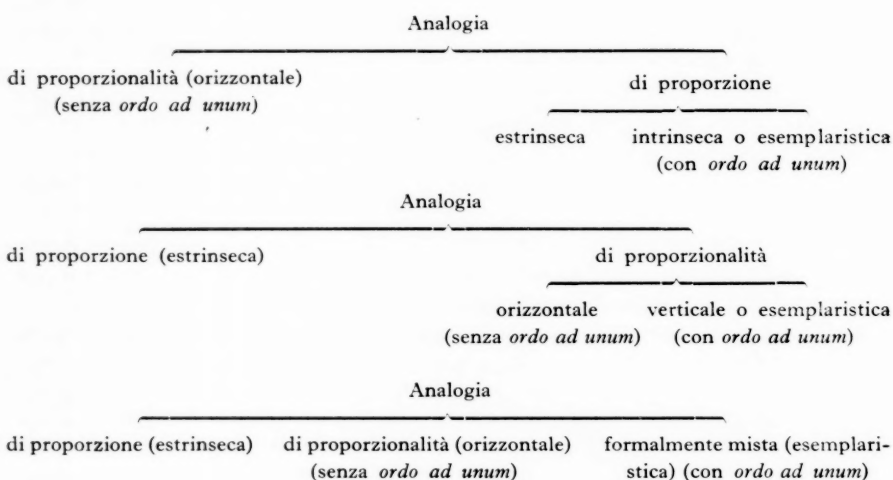 Analogia
di proporzionalità (orizzontale)
(senza ordo ad unum)
di proporzione
estrinseca intrinseca o esemplaristica
(con ordo ad unum)
Analogia
di proporzione (estrinseca) di proporzionalità
orizzontale verticale o esemplaristica
(senza ordo ad unum) (con ordo ad unum)
Analogia
di proporzione (estrinseca) di proporzionalità (orizzontale) formalmente mista (esemplari-
(senza ordo ad unum) stica) (con ordo ad unum)